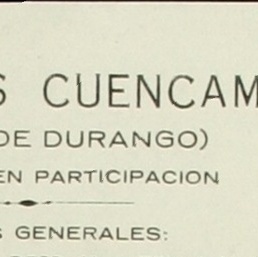 S CUENCAM
DE DURANGO)
EN PARTICIPACION
S GENERALES: